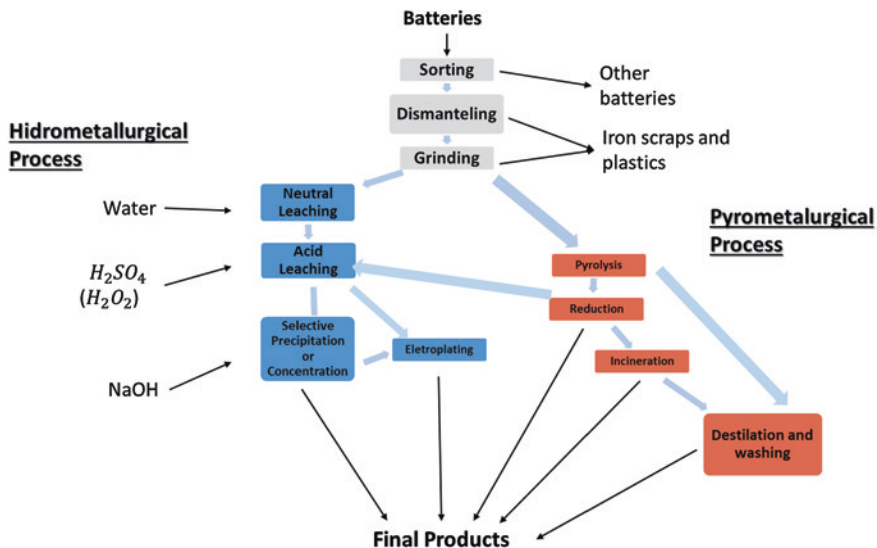 Batteries
Sorting
Other
batteries
Dismanteling
Iron scraps and
plastics
Grinding
Hidrometallurgical
Process
Neutral
Leaching
Water
Pyrometalurgical
Process
Acid
Leaching
H₂SO₄
(H₂O₂)
Pyrolysis
Reduction
Selective
Precipitation
or
Concentration
Eletroplating
Incineration
NaOH
Destilation and
washing
Final Products